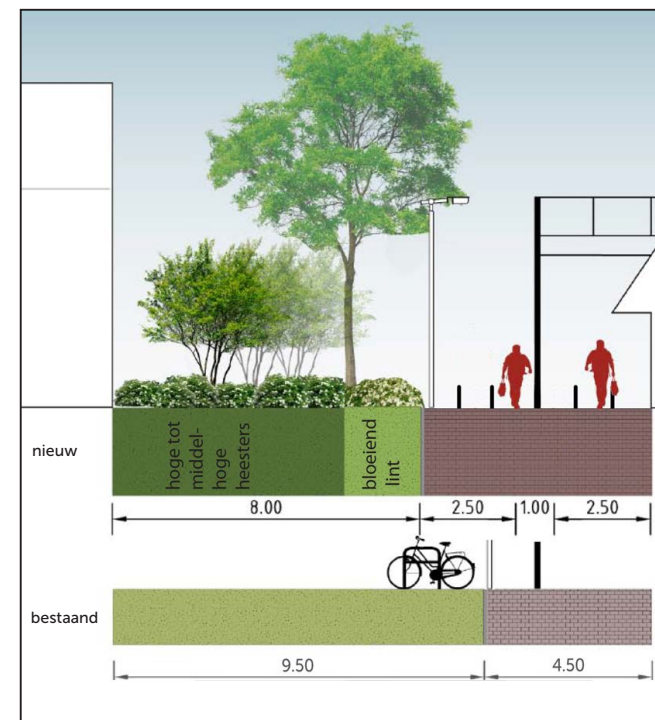 nieuw
hoge tot
middel-
hoge
heesters
bloeiend
lint
8.00 2.50 1.00 2.50
bestaand
9.50 4.50